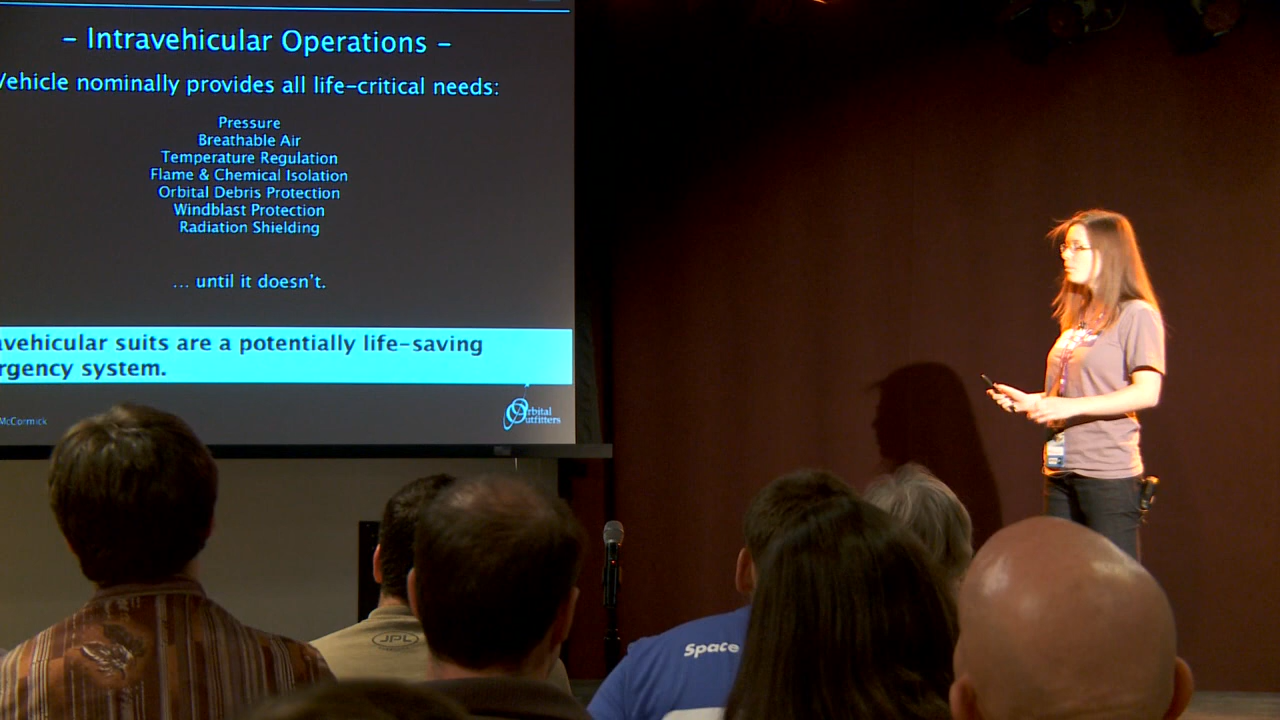 – Intravehicular Operations –
Vehicle nominally provides all life-critical needs:
Pressure
Breathable Air
Temperature Regulation
Flame & Chemical Isolation
Orbital Debris Protection
Windblast Protection
Radiation Shielding
... until it doesn't.
avehicular suits are a potentially life-saving
rgency system.
McCormick
Orbital
Outfitters
JPL
Space